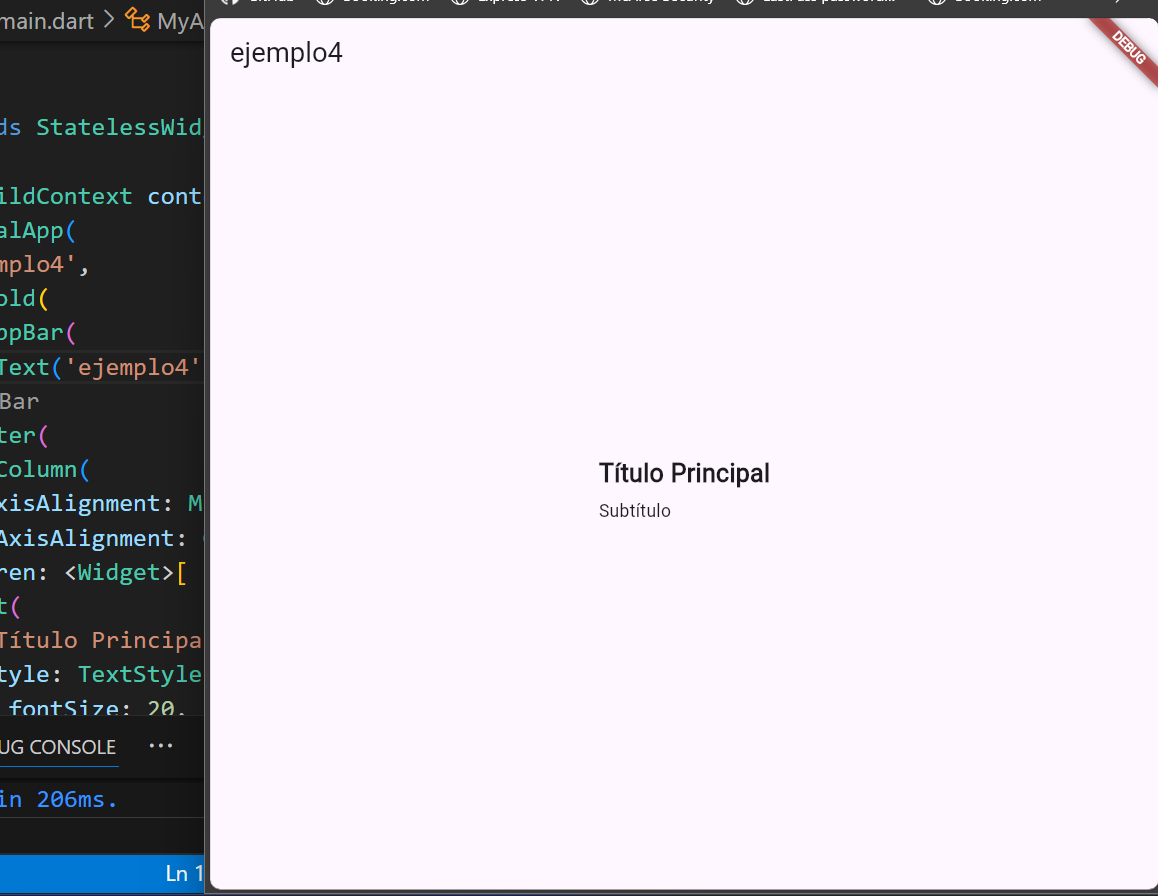 main.dart > MyA
ds StatelessWid
ildContext cont
alApp(
mplo4',
old(
ppBar(
Text('ejemplo4'
Bar
ter(
Column(
xisAlignment: M
AxisAlignment:
ren: <Widget>[
t(
Título Principa
tyle: TextStyle
fontSize: 20.
UG CONSOLE ···
in 206ms.
Ln 1
ejemplo4
DEBUG
Título Principal
Subtítulo